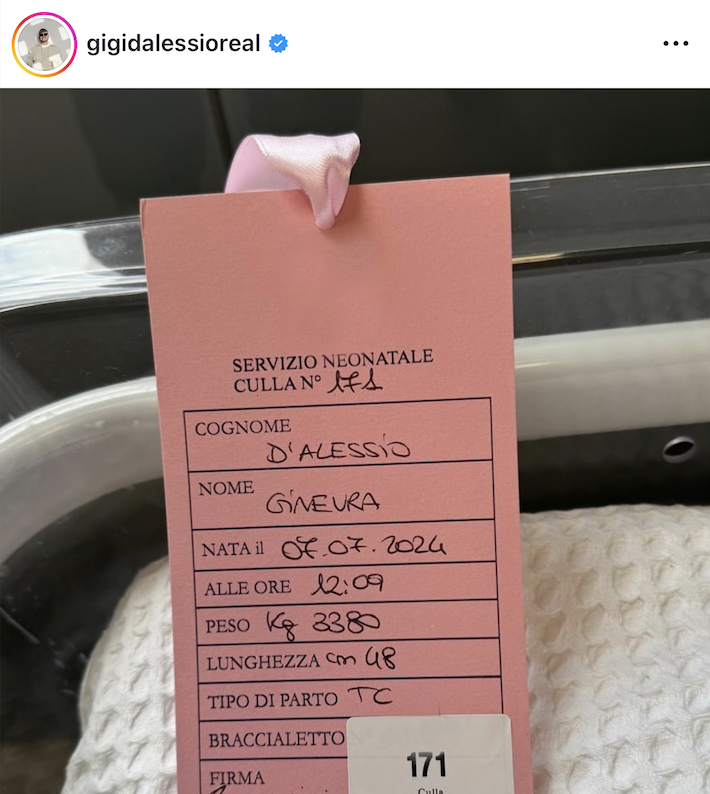 gigidalessioreal
SERVIZIO NEONATALE
CULLA N° 171
COGNOME
D'ALESSIO
NOME
GINEVRA
NATA il 07.07.2024
ALLE ORE 12:09
PESO Kg 3380
LUNGHEZZA cm 48
TIPO DI PARTO TC
BRACCIALETTO
171
Culla
FIRMA